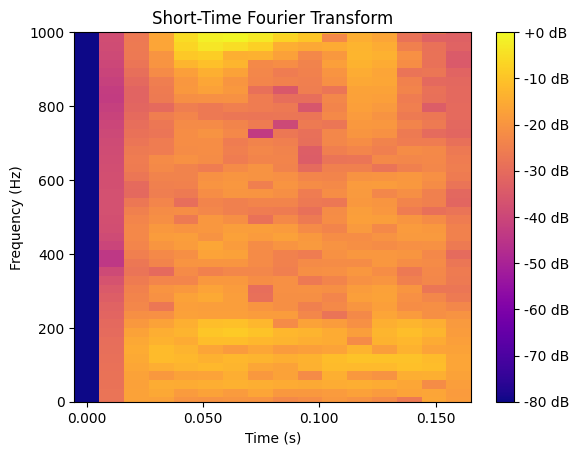 Short-Time Fourier Transform
Frequency (Hz)
1000
800
600
400
200
0
0.000
0.050
0.100
0.150
Time (s)
+0 dB
-10 dB
-20 dB
-30 dB
-40 dB
-50 dB
-60 dB
-70 dB
-80 dB